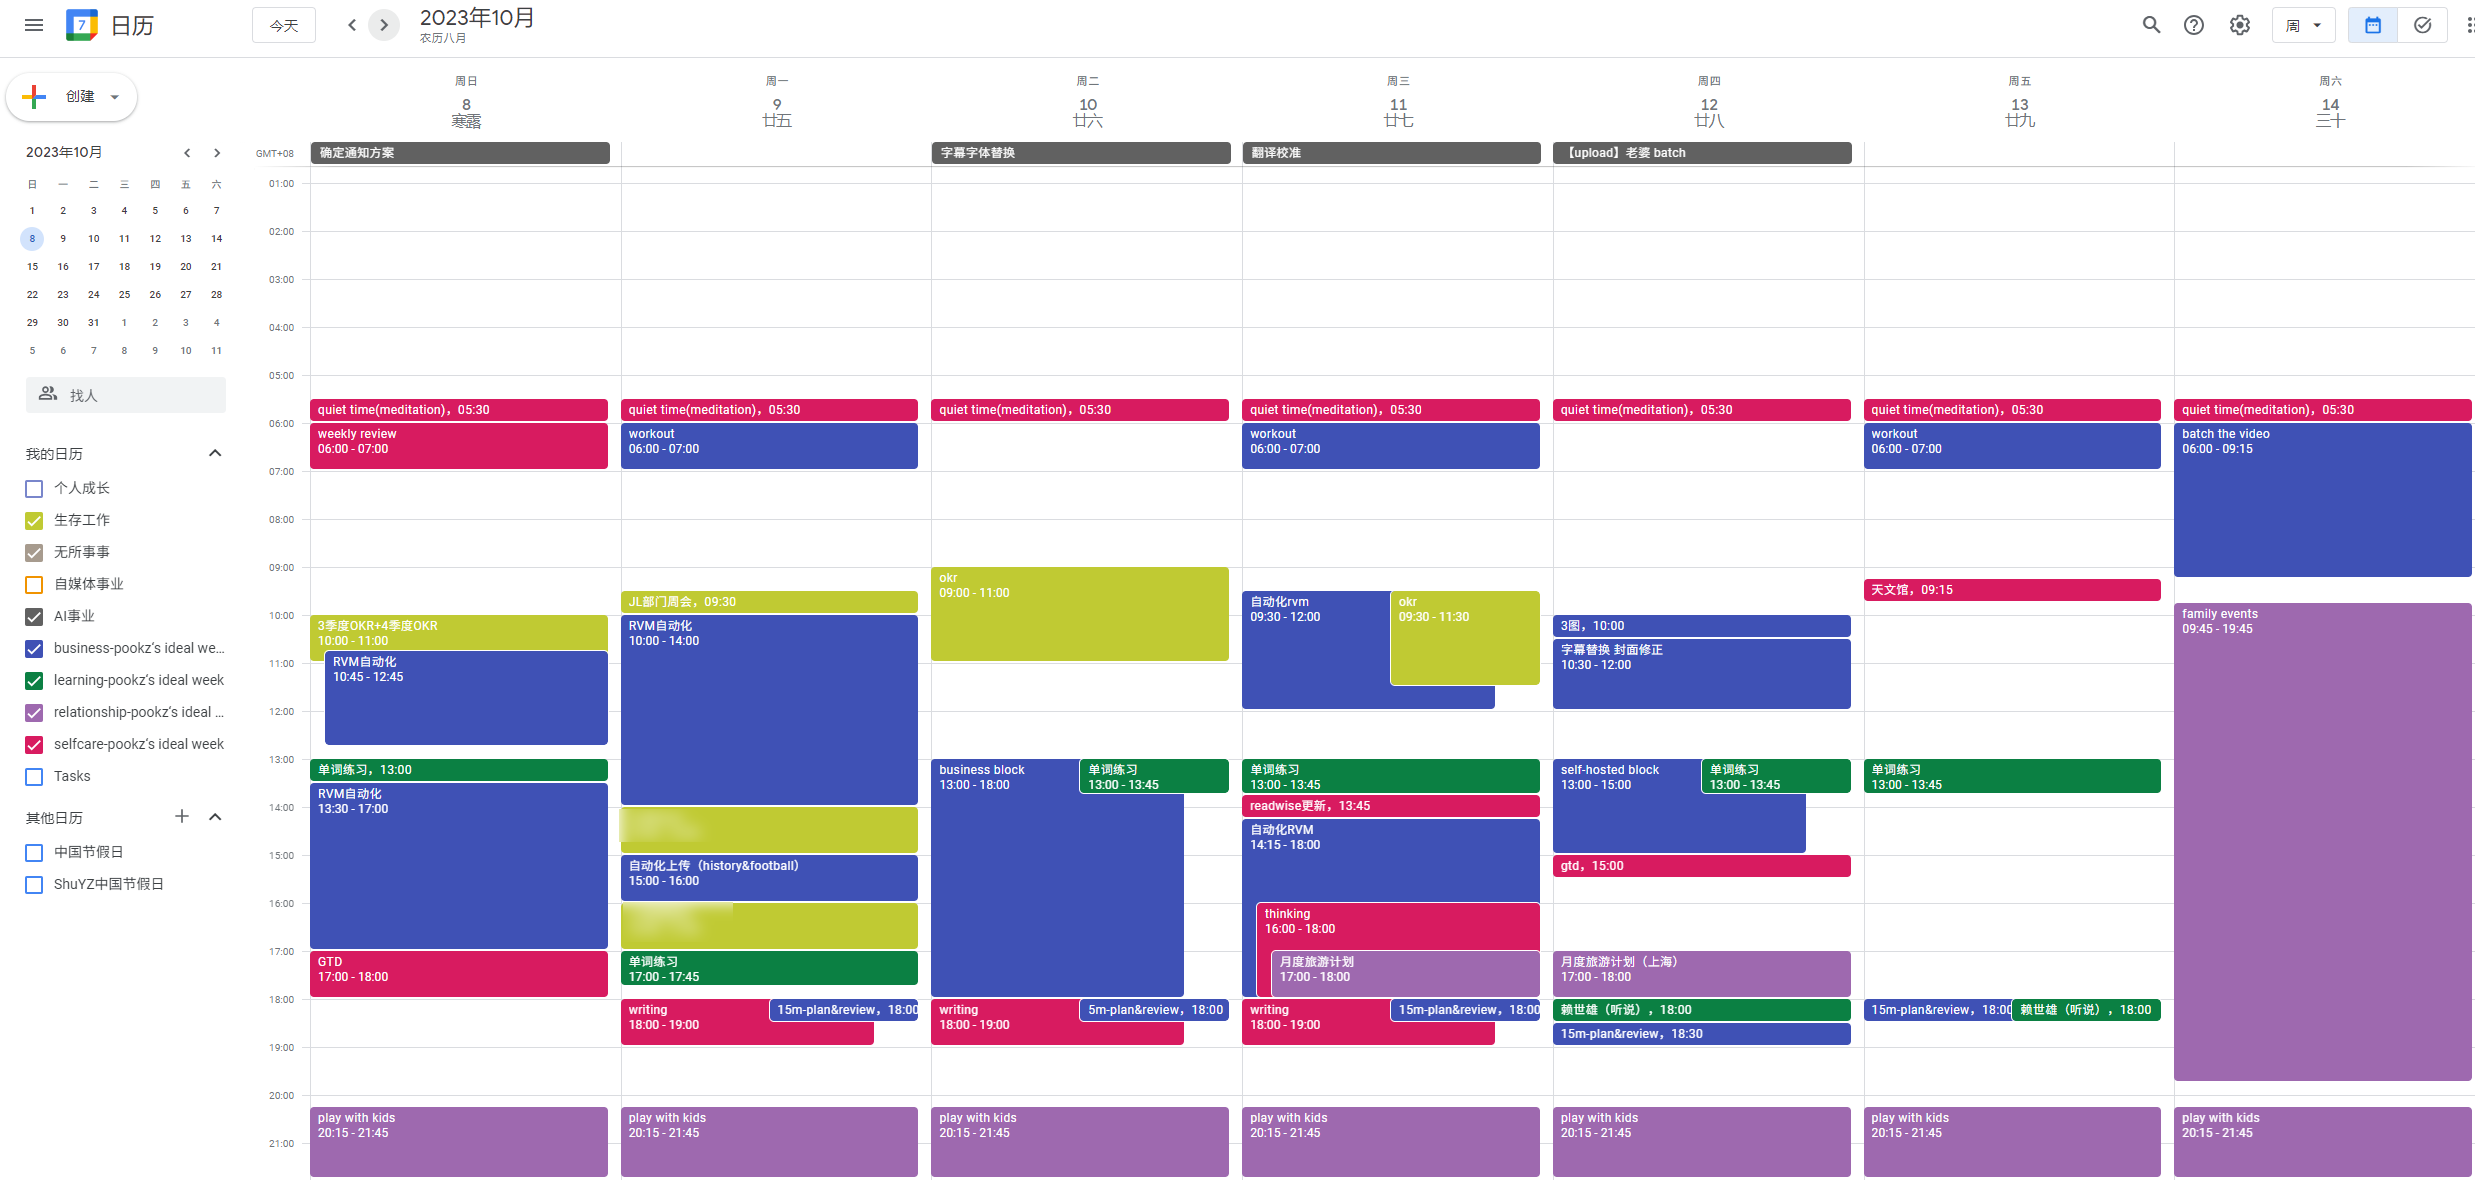 日历
今天
2023年10月
农历八月
周
创建
2023年10月
日 一 二 三 四 五 六
1 2 3 4 5 6 7
8 9 10 11 12 13 14
15 16 17 18 19 20 21
22 23 24 25 26 27 28
29 30 31 1 2 3 4
5 6 7 8 9 10 11
找人
我的日历
个人成长
生存工作
无所事事
自媒体事业
AI事业
business-pookz's ideal we...
learning-pookz's ideal week
relationship-pookz's ideal ...
selfcare-pookz's ideal week
Tasks
其他日历
中国节假日
ShuYZ中国节假日
GMT+08
01:00
02:00
03:00
04:00
05:00
06:00
07:00
08:00
09:00
10:00
11:00
12:00
13:00
14:00
15:00
16:00
17:00
18:00
19:00
20:00
21:00
周日
8
寒露
确定通知方案
quiet time(meditation)，05:30
weekly review
06:00 - 07:00
3季度OKR+4季度OKR
10:00 - 11:00
RVM自动化
10:45 - 12:45
单词练习，13:00
RVM自动化
13:30 - 17:00
GTD
17:00 - 18:00
play with kids
20:15 - 21:45
周一
9
廿五
quiet time(meditation)，05:30
workout
06:00 - 07:00
JL部门周会，09:30
RVM自动化
10:00 - 14:00
自动化上传（history&football）
15:00 - 16:00
单词练习
17:00 - 17:45
writing
18:00 - 19:00
15m-plan&review，18:00
play with kids
20:15 - 21:45
周二
10
廿六
字幕字体替换
quiet time(meditation)，05:30
okr
09:00 - 11:00
business block
13:00 - 18:00
单词练习
13:00 - 13:45
writing
18:00 - 19:00
5m-plan&review，18:00
play with kids
20:15 - 21:45
周三
11
廿七
翻译校准
quiet time(meditation)，05:30
workout
06:00 - 07:00
自动化rvm
09:30 - 12:00
okr
09:30 - 11:30
单词练习
13:00 - 13:45
readwise更新，13:45
自动化RVM
14:15 - 18:00
thinking
16:00 - 18:00
月度旅游计划
17:00 - 18:00
writing
18:00 - 19:00
15m-plan&review，18:00
play with kids
20:15 - 21:45
周四
12
廿八
【upload】老婆 batch
quiet time(meditation)，05:30
3图，10:00
字幕替换 封面修正
10:30 - 12:00
self-hosted block
13:00 - 15:00
单词练习
13:00 - 13:45
gtd，15:00
月度旅游计划（上海）
17:00 - 18:00
赖世雄（听说），18:00
15m-plan&review，18:30
play with kids
20:15 - 21:45
周五
13
廿九
quiet time(meditation)，05:30
workout
06:00 - 07:00
天文馆，09:15
单词练习
13:00 - 13:45
15m-plan&review，18:00
赖世雄（听说），18:00
play with kids
20:15 - 21:45
周六
14
三十
quiet time(meditation)，05:30
batch the video
06:00 - 09:15
family events
09:45 - 19:45
play with kids
20:15 - 21:45